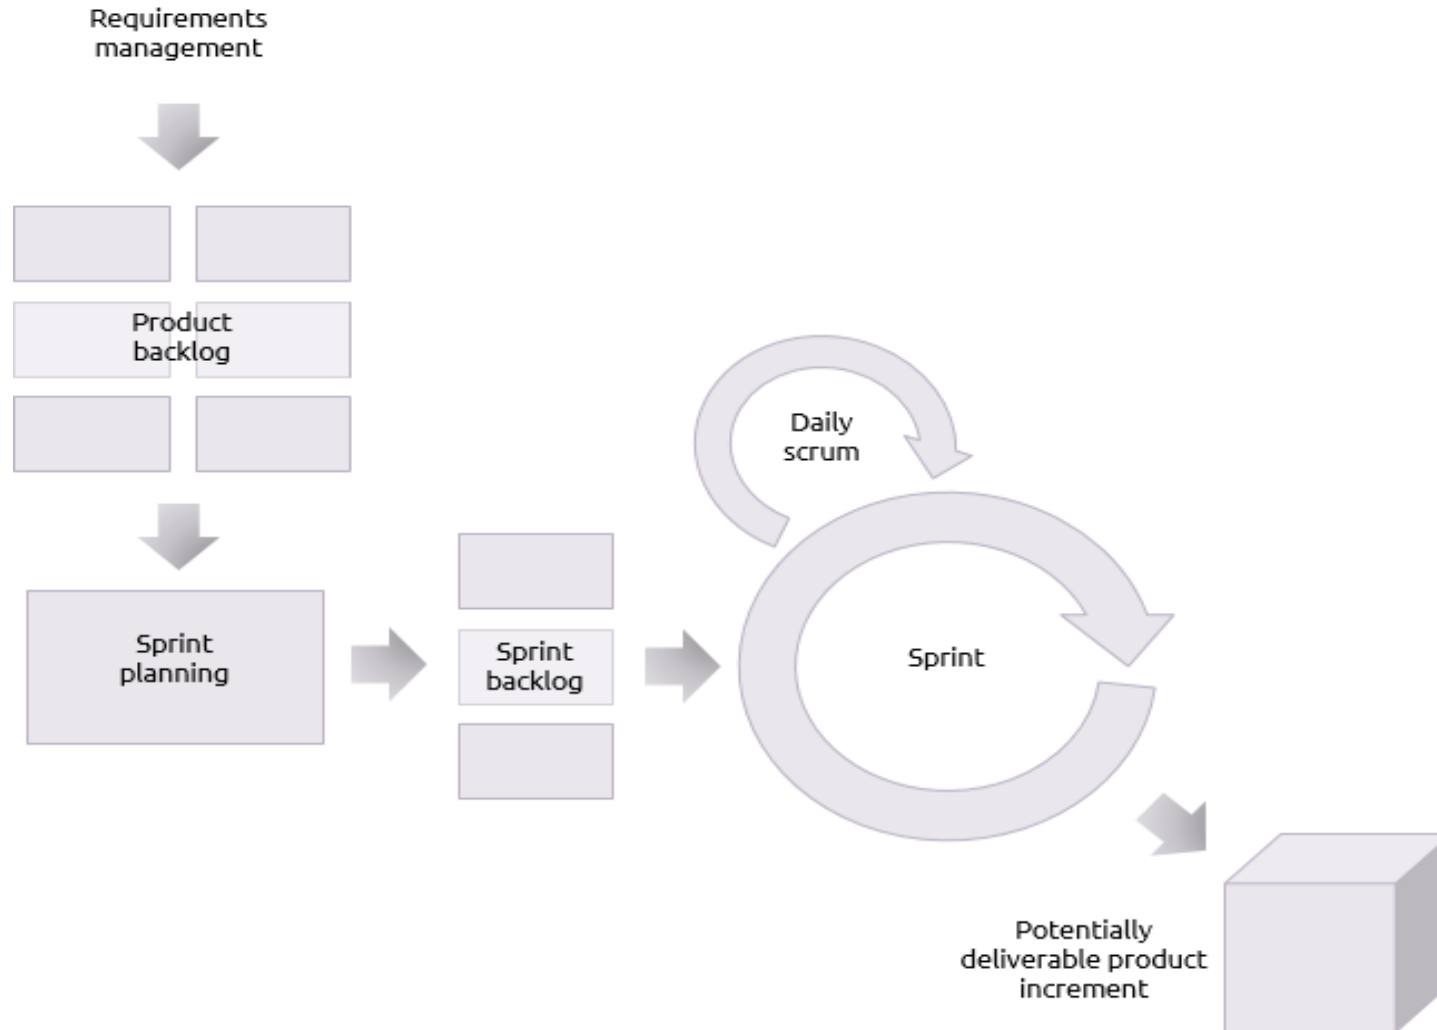 Requirements
management
Product
backlog
Daily
scrum
Sprint
planning
Sprint
backlog
Sprint
Potentially
deliverable product
increment